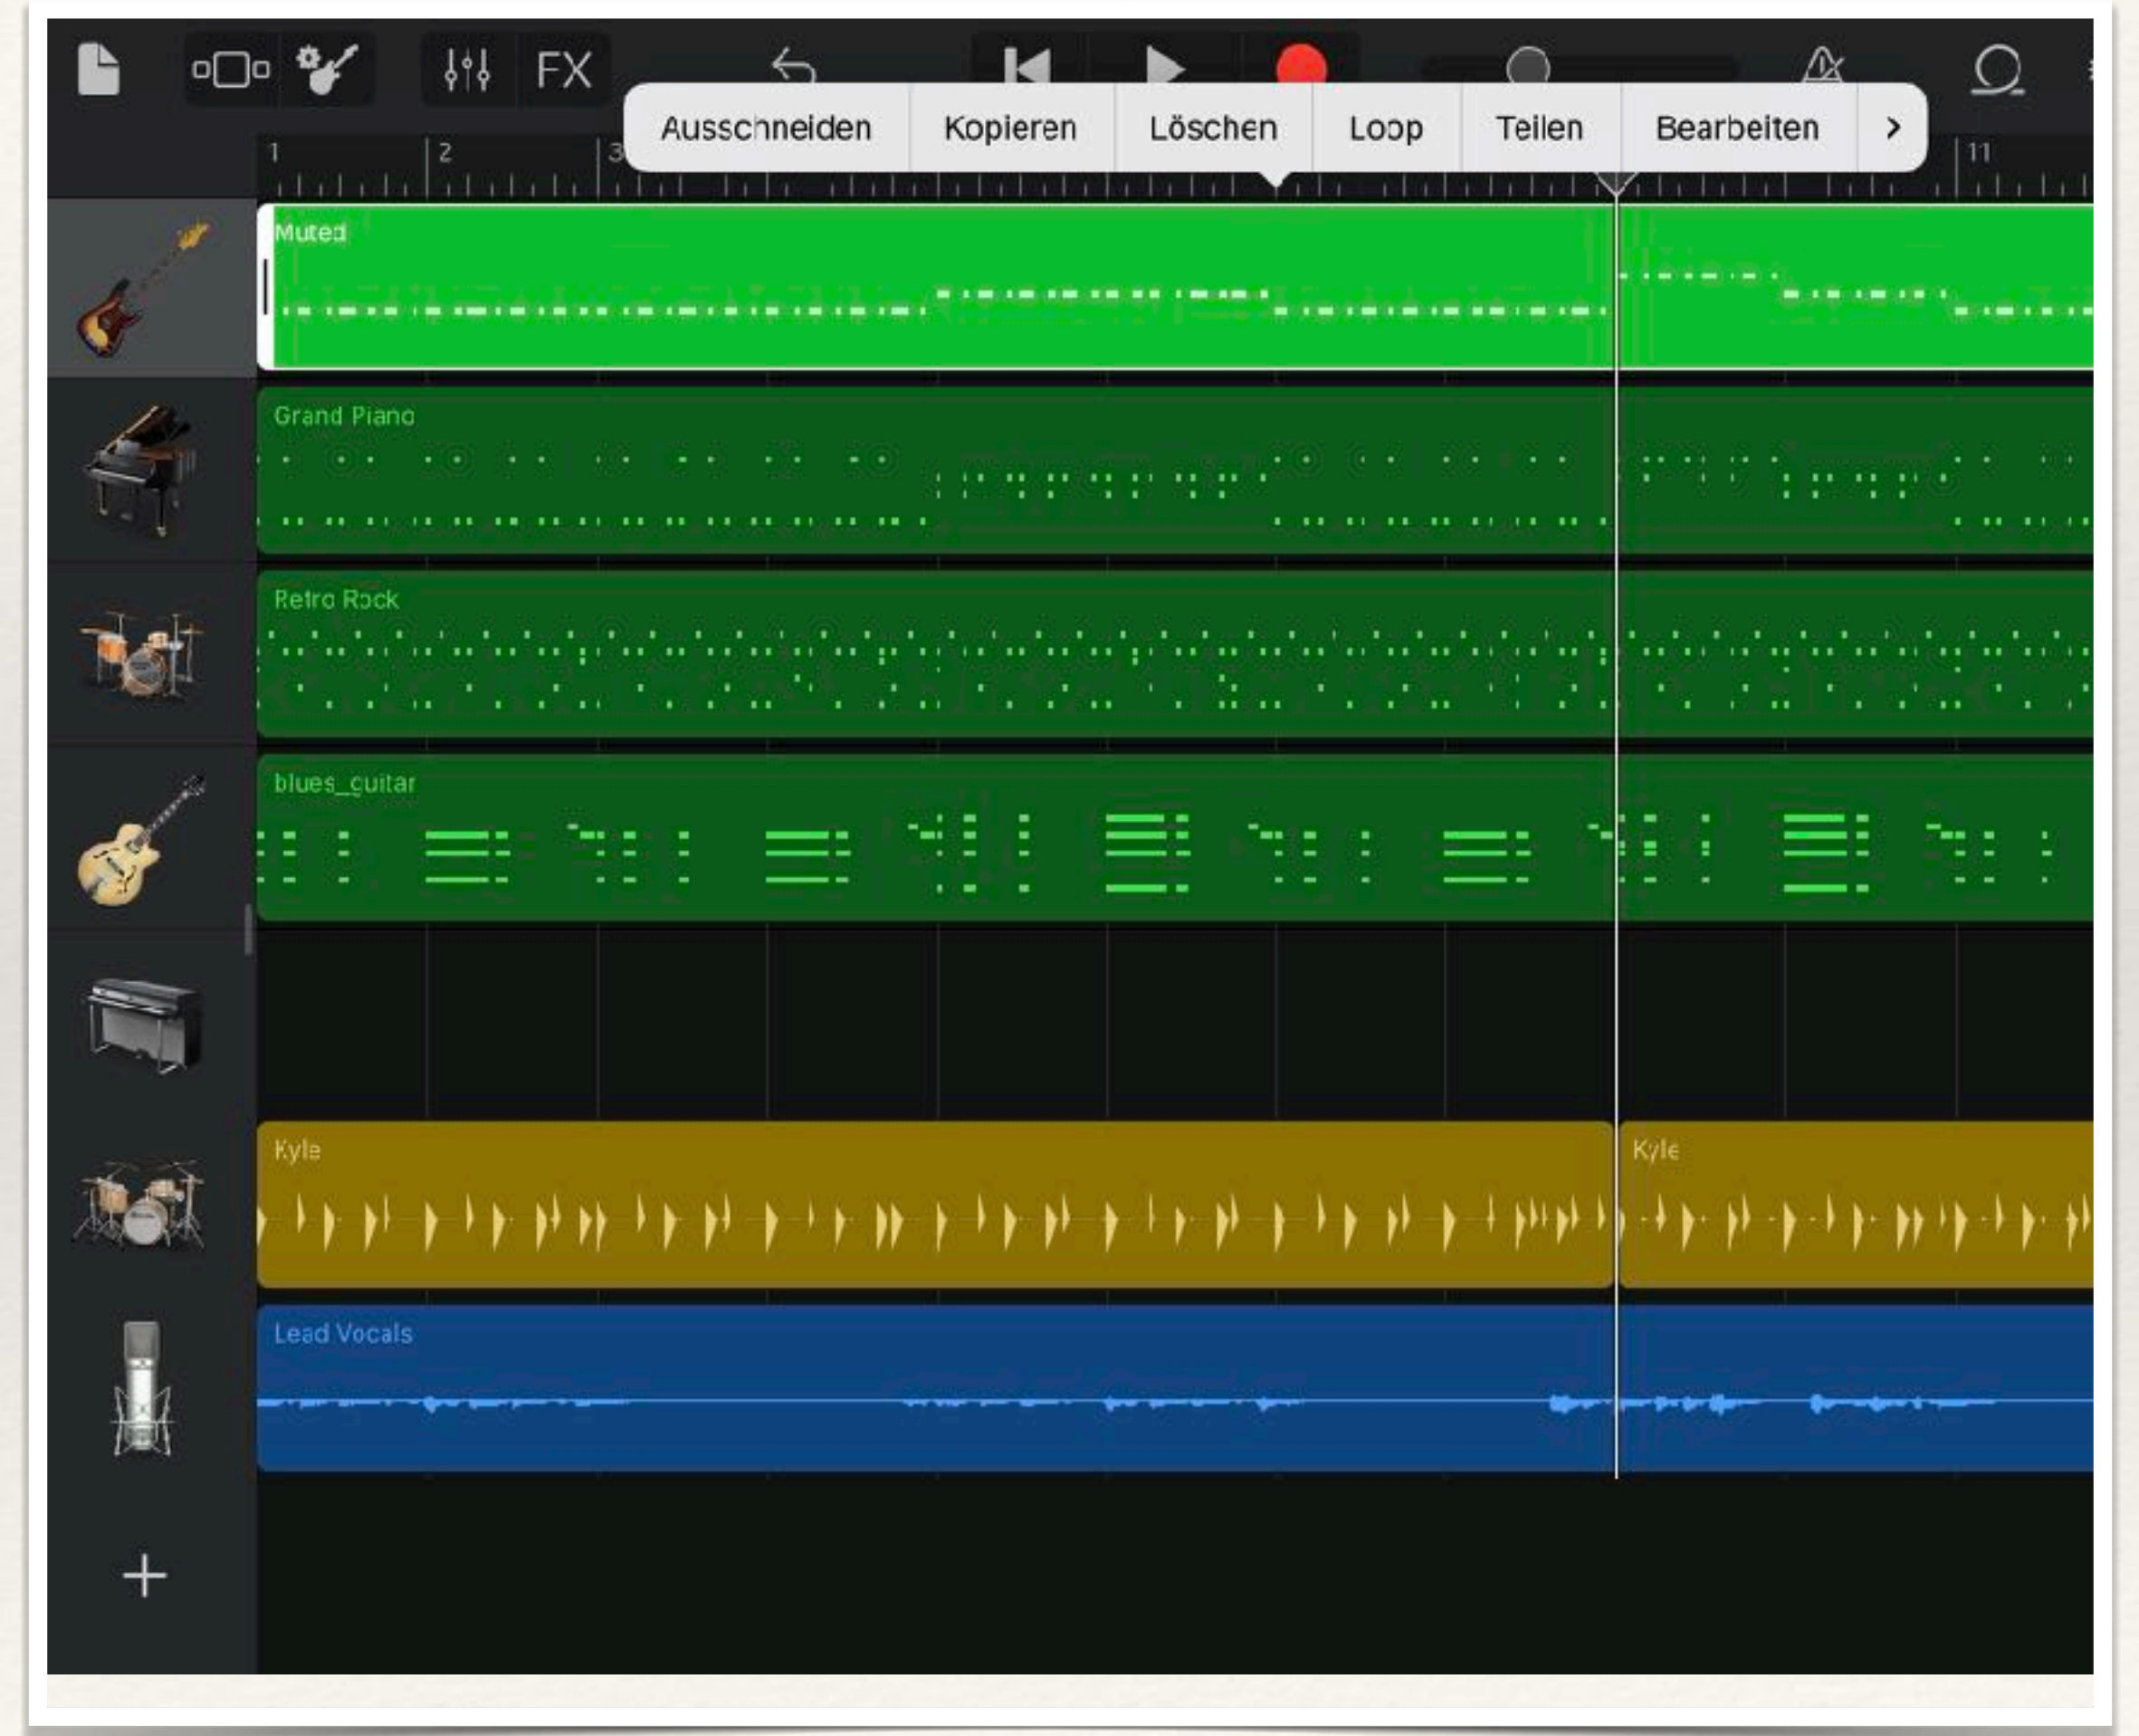 FX
Ausschneiden Kopieren Löschen Loop Teilen Bearbeiten >
1 2 3 11
Muted
Grand Piano
Retro Rock
blues_guitar
Kyle Kyle
Lead Vocals